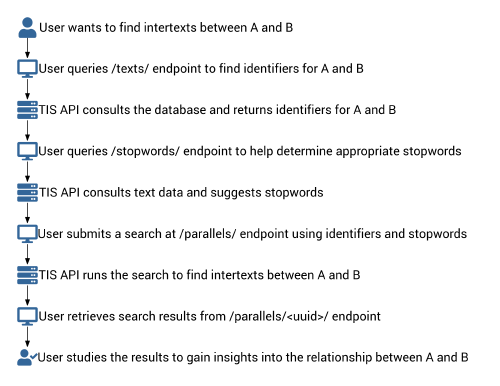 User wants to find intertexts between A and B
User queries /texts/ endpoint to find identifiers for A and B
TIS API consults the database and returns identifiers for A and B
User queries /stopwords/ endpoint to help determine appropriate stopwords
TIS API consults text data and suggests stopwords
User submits a search at /parallels/ endpoint using identifiers and stopwords
TIS API runs the search to find intertexts between A and B
User retrieves search results from /parallels/<uuid>/ endpoint
User studies the results to gain insights into the relationship between A and B